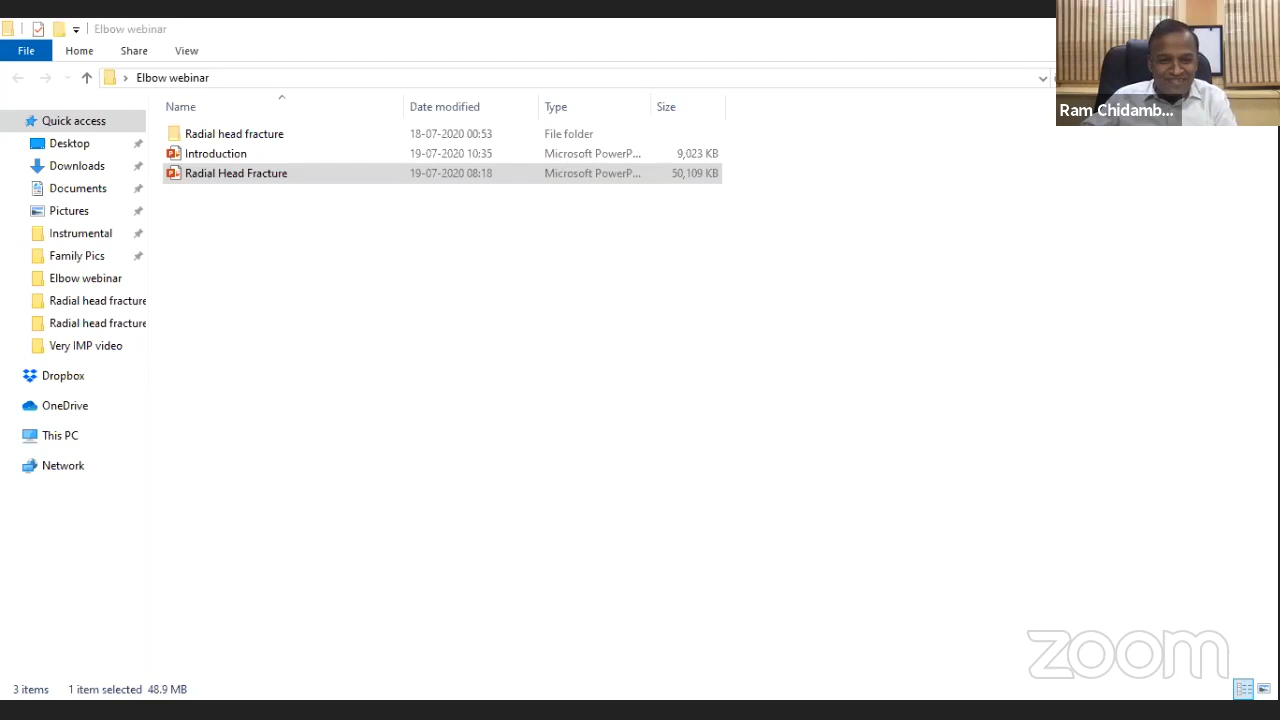 Elbow webinar
File Home Share View
Elbow webinar
Name Date modified Type Size
Quick access
Desktop
Downloads
Documents
Pictures
Instrumental
Family Pics
Elbow webinar
Radial head fracture
Radial head fracture
Very IMP video
Dropbox
OneDrive
This PC
Network
Radial head fracture 18-07-2020 00:53 File folder
Introduction 19-07-2020 10:35 Microsoft PowerP... 9,023 KB
Radial Head Fracture 19-07-2020 08:18 Microsoft PowerP... 50,109 KB
Ram Chidamb...
zoom
3 items 1 item selected 48.9 MB